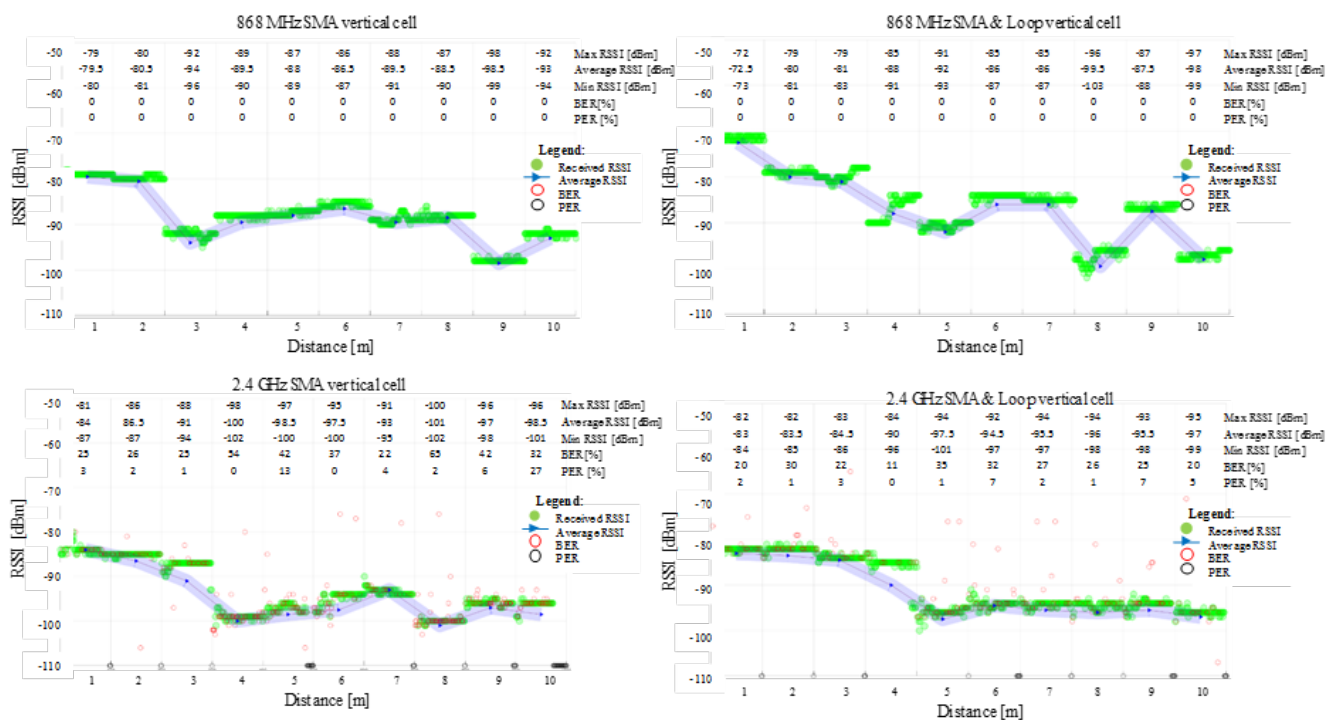 868 MHz SMA vertical cell
-50 -79 -80 -92 -89 -87 -86 -88 -87 -98 -92 Max RSSI [dBm]
-79.5 -80.5 -94 -89.5 -88 -86.5 -89.5 -88.5 -98.5 -93 Average RSSI [dBm]
-60 -80 -81 -96 -90 -89 -87 -91 -90 -99 -94 Min RSSI [dBm]
0 0 0 0 0 0 0 0 0 0 BER[%]
0 0 0 0 0 0 0 0 0 0 PER [%]
-70
Legend:
Received RSSI
Average RSSI
BER
PER
-80
-90
-100
-110
RSSI [dBm]
1 2 3 4 5 6 7 8 9 10
Distance [m]
868 MHz SMA & Loop vertical cell
-50 -72 -79 -79 -85 -91 -85 -85 -96 -87 -97 Max RSSI [dBm]
-72.5 -80 -81 -88 -92 -86 -86 -99.5 -87.5 -98 Average RSSI [dBm]
-60 -73 -81 -83 -91 -93 -87 -87 -103 -88 -99 Min RSSI [dBm]
0 0 0 0 0 0 0 0 0 0 BER[%]
0 0 0 0 0 0 0 0 0 0 PER [%]
-70
Legend:
Received RSSI
Average RSSI
BER
PER
-80
-90
-100
-110
RSSI [dBm]
1 2 3 4 5 6 7 8 9 10
Distance [m]
2.4 GHz SMA vertical cell
-50 -81 -86 -88 -98 -97 -95 -91 -100 -96 -96 Max RSSI [dBm]
-84 86.5 -91 -100 -98.5 -97.5 -93 -101 -97 -98.5 Average RSSI [dBm]
-60 -87 -87 -94 -102 -100 -100 -95 -102 -98 -101 Min RSSI [dBm]
25 26 25 54 42 37 22 65 42 32 BER[%]
3 2 1 0 13 0 4 2 6 27 PER [%]
-70
Legend:
Received RSSI
Average RSSI
BER
PER
-80
-90
-100
-110
RSSI [dBm]
1 2 3 4 5 6 7 8 9 10
Distance [m]
2.4 GHz SMA & Loop vertical cell
-50 -82 -82 -83 -84 -94 -92 -94 -94 -93 -95 Max RSSI [dBm]
-83 -83.5 -84.5 -90 -97.5 -94.5 -95.5 -96 -95.5 -97 Average RSSI [dBm]
-60 -84 -85 -86 -96 -101 -97 -97 -98 -98 -99 Min RSSI [dBm]
20 30 22 11 35 32 27 26 25 20 BER[%]
2 1 3 0 1 7 2 1 7 5 PER [%]
-70
Legend:
Received RSSI
Average RSSI
BER
PER
-80
-90
-100
-110
RSSI [dBm]
1 2 3 4 5 6 7 8 9 10
Distance [m]